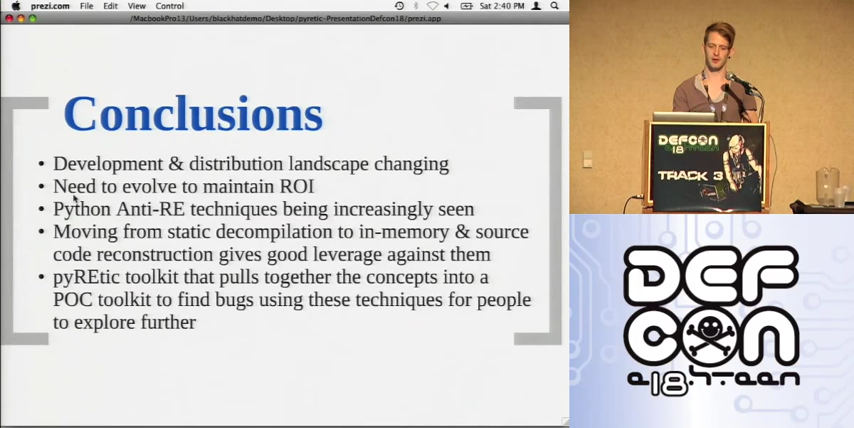 prezi.com File Edit View Control Sat 2:40 PM
/MacbookPro13/Users/blackhatdemo/Desktop/pyretic-PresentationDefcon18/prezi.app
Conclusions
• Development & distribution landscape changing
• Need to evolve to maintain ROI
• Python Anti-RE techniques being increasingly seen
• Moving from static decompilation to in-memory & source
code reconstruction gives good leverage against them
• pyREtic toolkit that pulls together the concepts into a
POC toolkit to find bugs using these techniques for people
to explore further
DEFCON
18
TRACK 3
DEF
CON
e18hteen